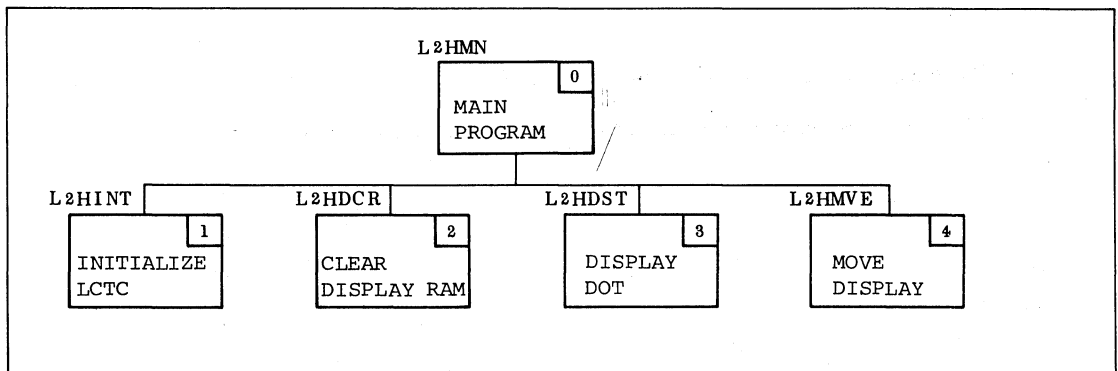 L2HMN
0
MAIN
PROGRAM
L2HINT
L2HDCR
L2HDST
L2HMVE
1
2
3
4
INITIALIZE
LCTC
CLEAR
DISPLAY RAM
DISPLAY
DOT
MOVE
DISPLAY